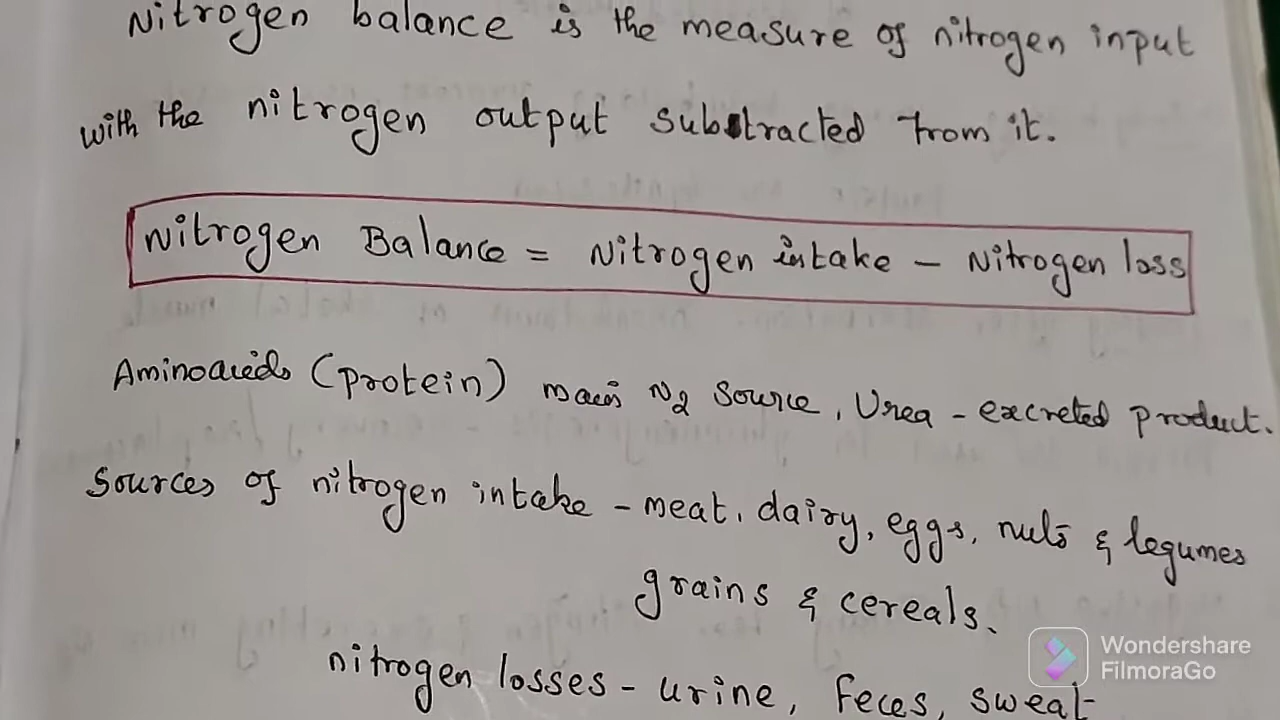 Nitrogen balance is the measure of nitrogen input
with the nitrogen output substracted from it.
Nitrogen Balance = Nitrogen intake - Nitrogen loss
Aminoacids (protein) main N2 source, Urea - excreted product.
Sources of nitrogen intake - meat, dairy, eggs, nuts & legumes
grains & cereals.
nitrogen losses - urine, Feces, sweat
Wondershare
FilmoraGo